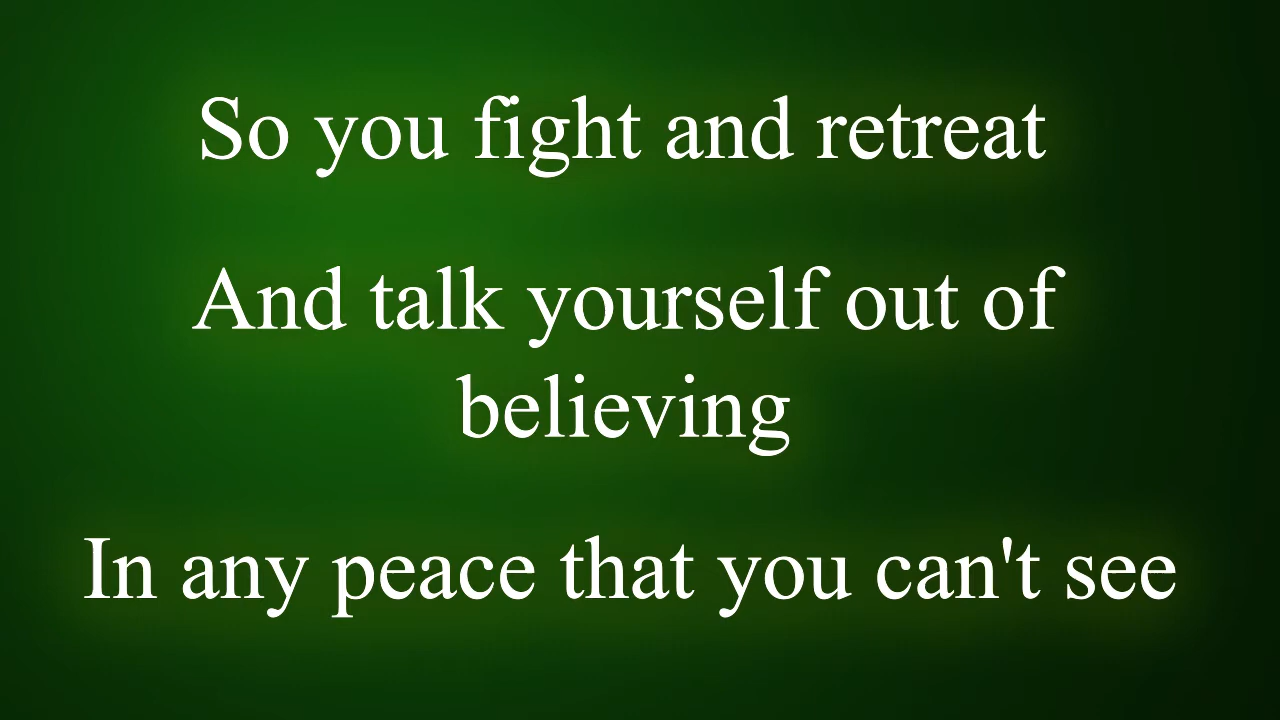 So you fight and retreat
And talk yourself out of
believing
In any peace that you can't see